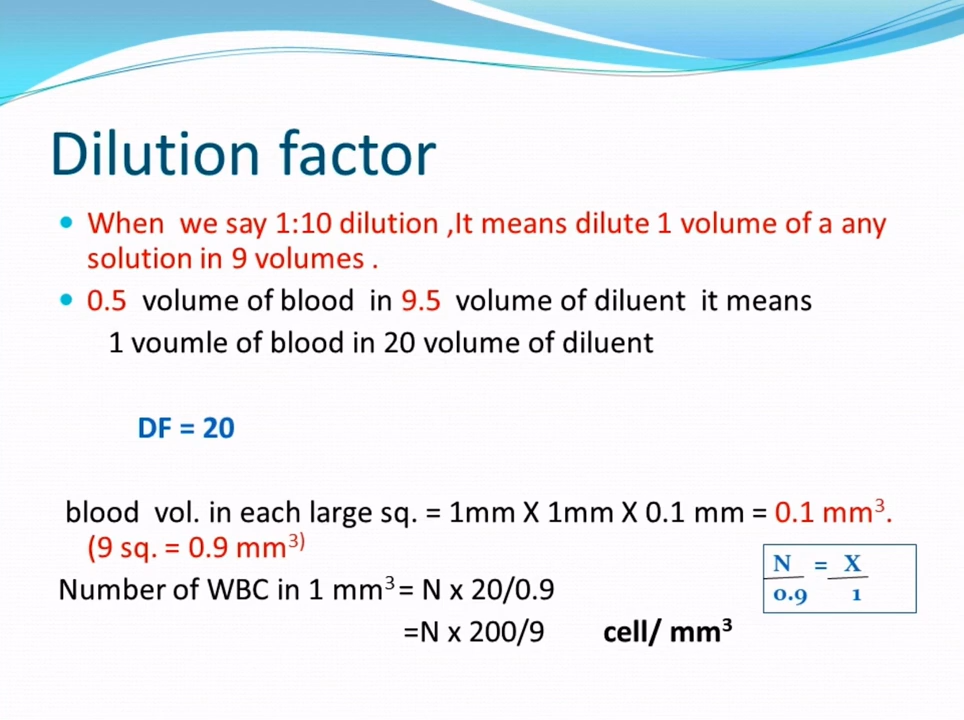 Dilution factor
• When we say 1:10 dilution ,It means dilute 1 volume of a any
solution in 9 volumes .
• 0.5 volume of blood in 9.5 volume of diluent it means
1 voumle of blood in 20 volume of diluent
DF = 20
blood vol. in each large sq. = 1mm X 1mm X 0.1 mm = 0.1 mm³.
(9 sq. = 0.9 mm³⁾
Number of WBC in 1 mm³ = N x 20/0.9
=N x 200/9 cell/ mm³
N = X
0.9 1